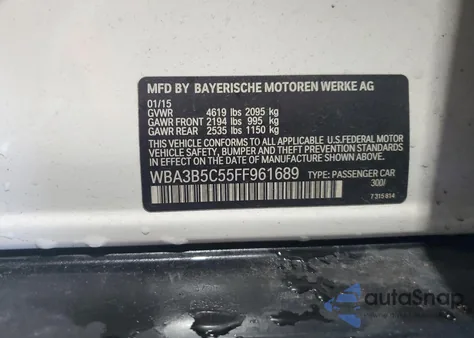 MFD BY BAYERISCHE MOTOREN WERKE AG
01/15
GVWR 4619 lbs 2095 kg
GAWR FRONT 2194 lbs 995 kg
GAWR REAR 2535 lbs 1150 kg
THIS VEHICLE CONFORMS TO ALL APPLICABLE U.S.FEDERAL MOTOR
VEHICLE SAFETY, BUMPER AND THEFT PREVENTION STANDARDS IN
EFFECT ON THE DATE OF MANUFACTURE SHOWN ABOVE.
WBA3B5C55FF961689 TYPE: PASSENGER CAR
300/
7315814
autoSnap